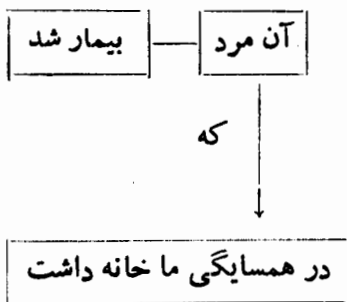 آن مرد بیمار شد
که
در همسایگی ما خانه داشت